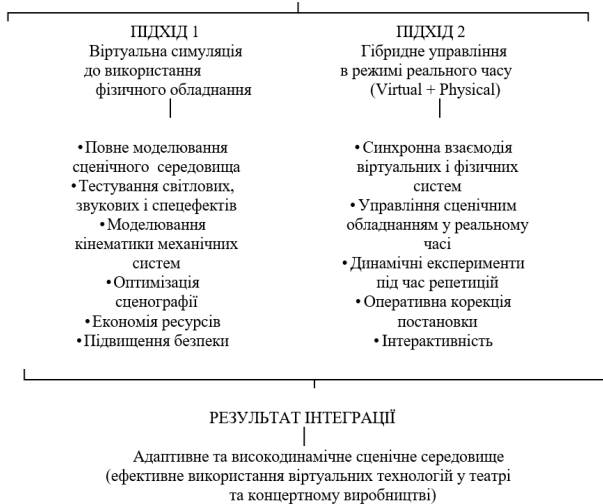 ПІДХІД 1
Віртуальна симуляція
до використання
фізичного обладнання
•Повне моделювання
сценічного середовища
•Тестування світлових,
звукових і спецефектів
•Моделювання
кінематики механічних
систем
•Оптимізація
сценографії
•Економія ресурсів
•Підвищення безпеки
ПІДХІД 2
Гібридне управління
в режимі реального часу
(Virtual + Physical)
•Синхронна взаємодія
віртуальних і фізичних
систем
•Управління сценічним
обладнанням у реальному
часі
•Динамічні експерименти
під час репетицій
•Оперативна корекція
постановки
•Інтерактивність
РЕЗУЛЬТАТ ІНТЕГРАЦІЇ
Адаптивне та високодинамічне сценічне середовище
(ефективне використання віртуальних технологій у театрі
та концертному виробництві)